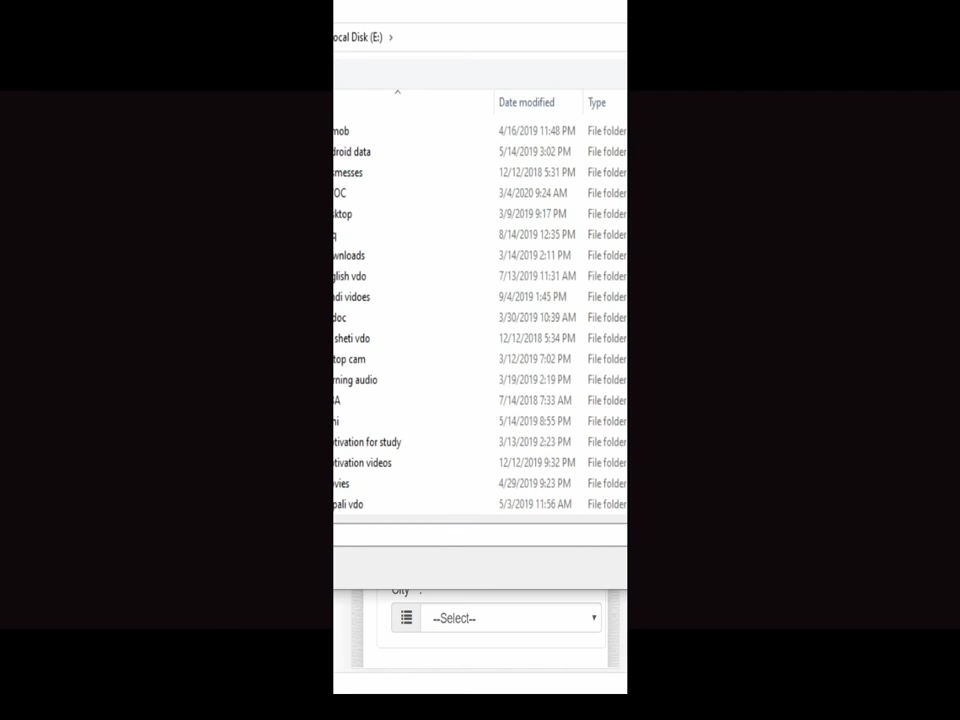 ocal Disk (E:) >
Date modified Type
mob 4/16/2019 11:48 PM File folder
droid data 5/14/2019 3:02 PM File folder
smesses 12/12/2018 5:31 PM File folder
OC 3/4/2020 9:24 AM File folder
sktop 3/9/2019 9:17 PM File folder
q 8/14/2019 12:35 PM File folder
wnloads 3/14/2019 2:11 PM File folder
glish vdo 7/13/2019 11:31 AM File folder
ndi vidoes 9/4/2019 1:45 PM File folder
doc 3/30/2019 10:39 AM File folder
sheti vdo 12/12/2018 5:34 PM File folder
top cam 3/12/2019 7:02 PM File folder
rning audio 3/19/2019 2:19 PM File folder
BA 7/14/2018 7:33 AM File folder
ni 5/14/2019 8:55 PM File folder
tivation for study 3/13/2019 2:23 PM File folder
tivation videos 12/12/2019 9:32 PM File folder
vies 4/29/2019 9:23 PM File folder
pali vdo 5/3/2019 11:56 AM File folder
City :
--Select--